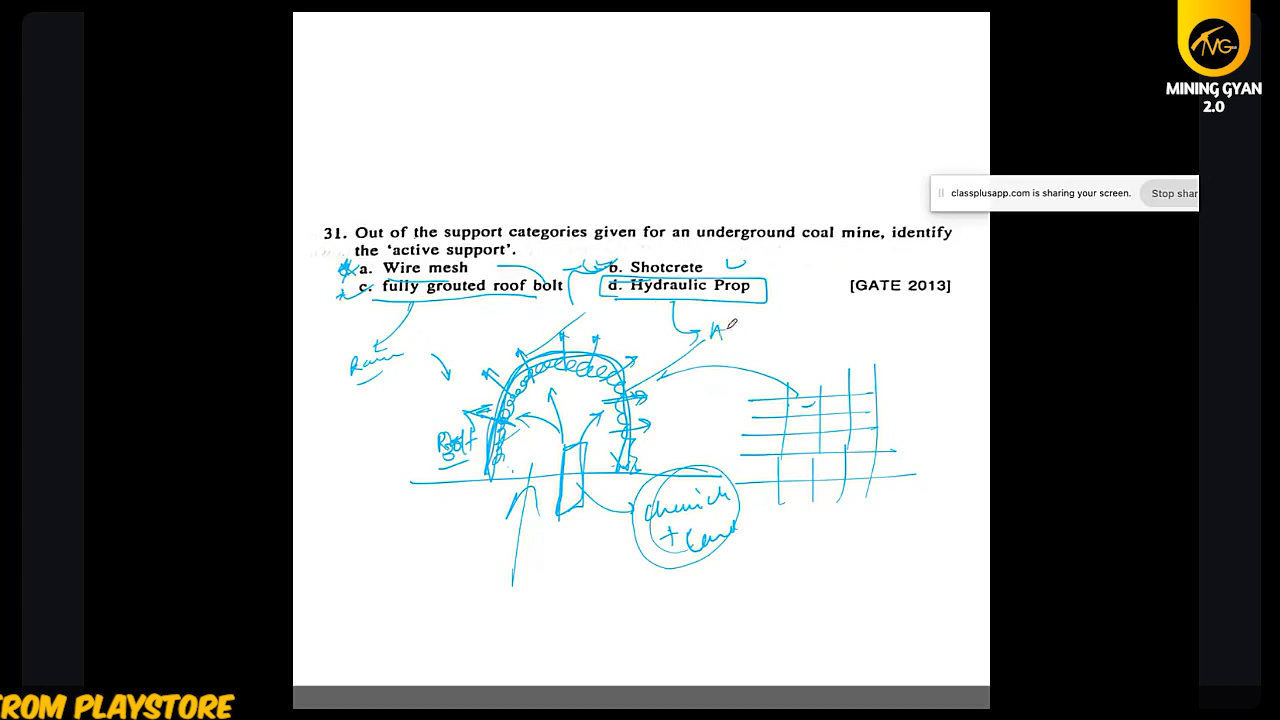 MINING GYAN
2.0
classplusapp.com is sharing your screen. Stop shar
31. Out of the support categories given for an underground coal mine, identify
the 'active support'.
a. Wire mesh b. Shotcrete
c. fully grouted roof bolt d. Hydraulic Prop [GATE 2013]
A
Bolt
+
FROM PLAYSTORE